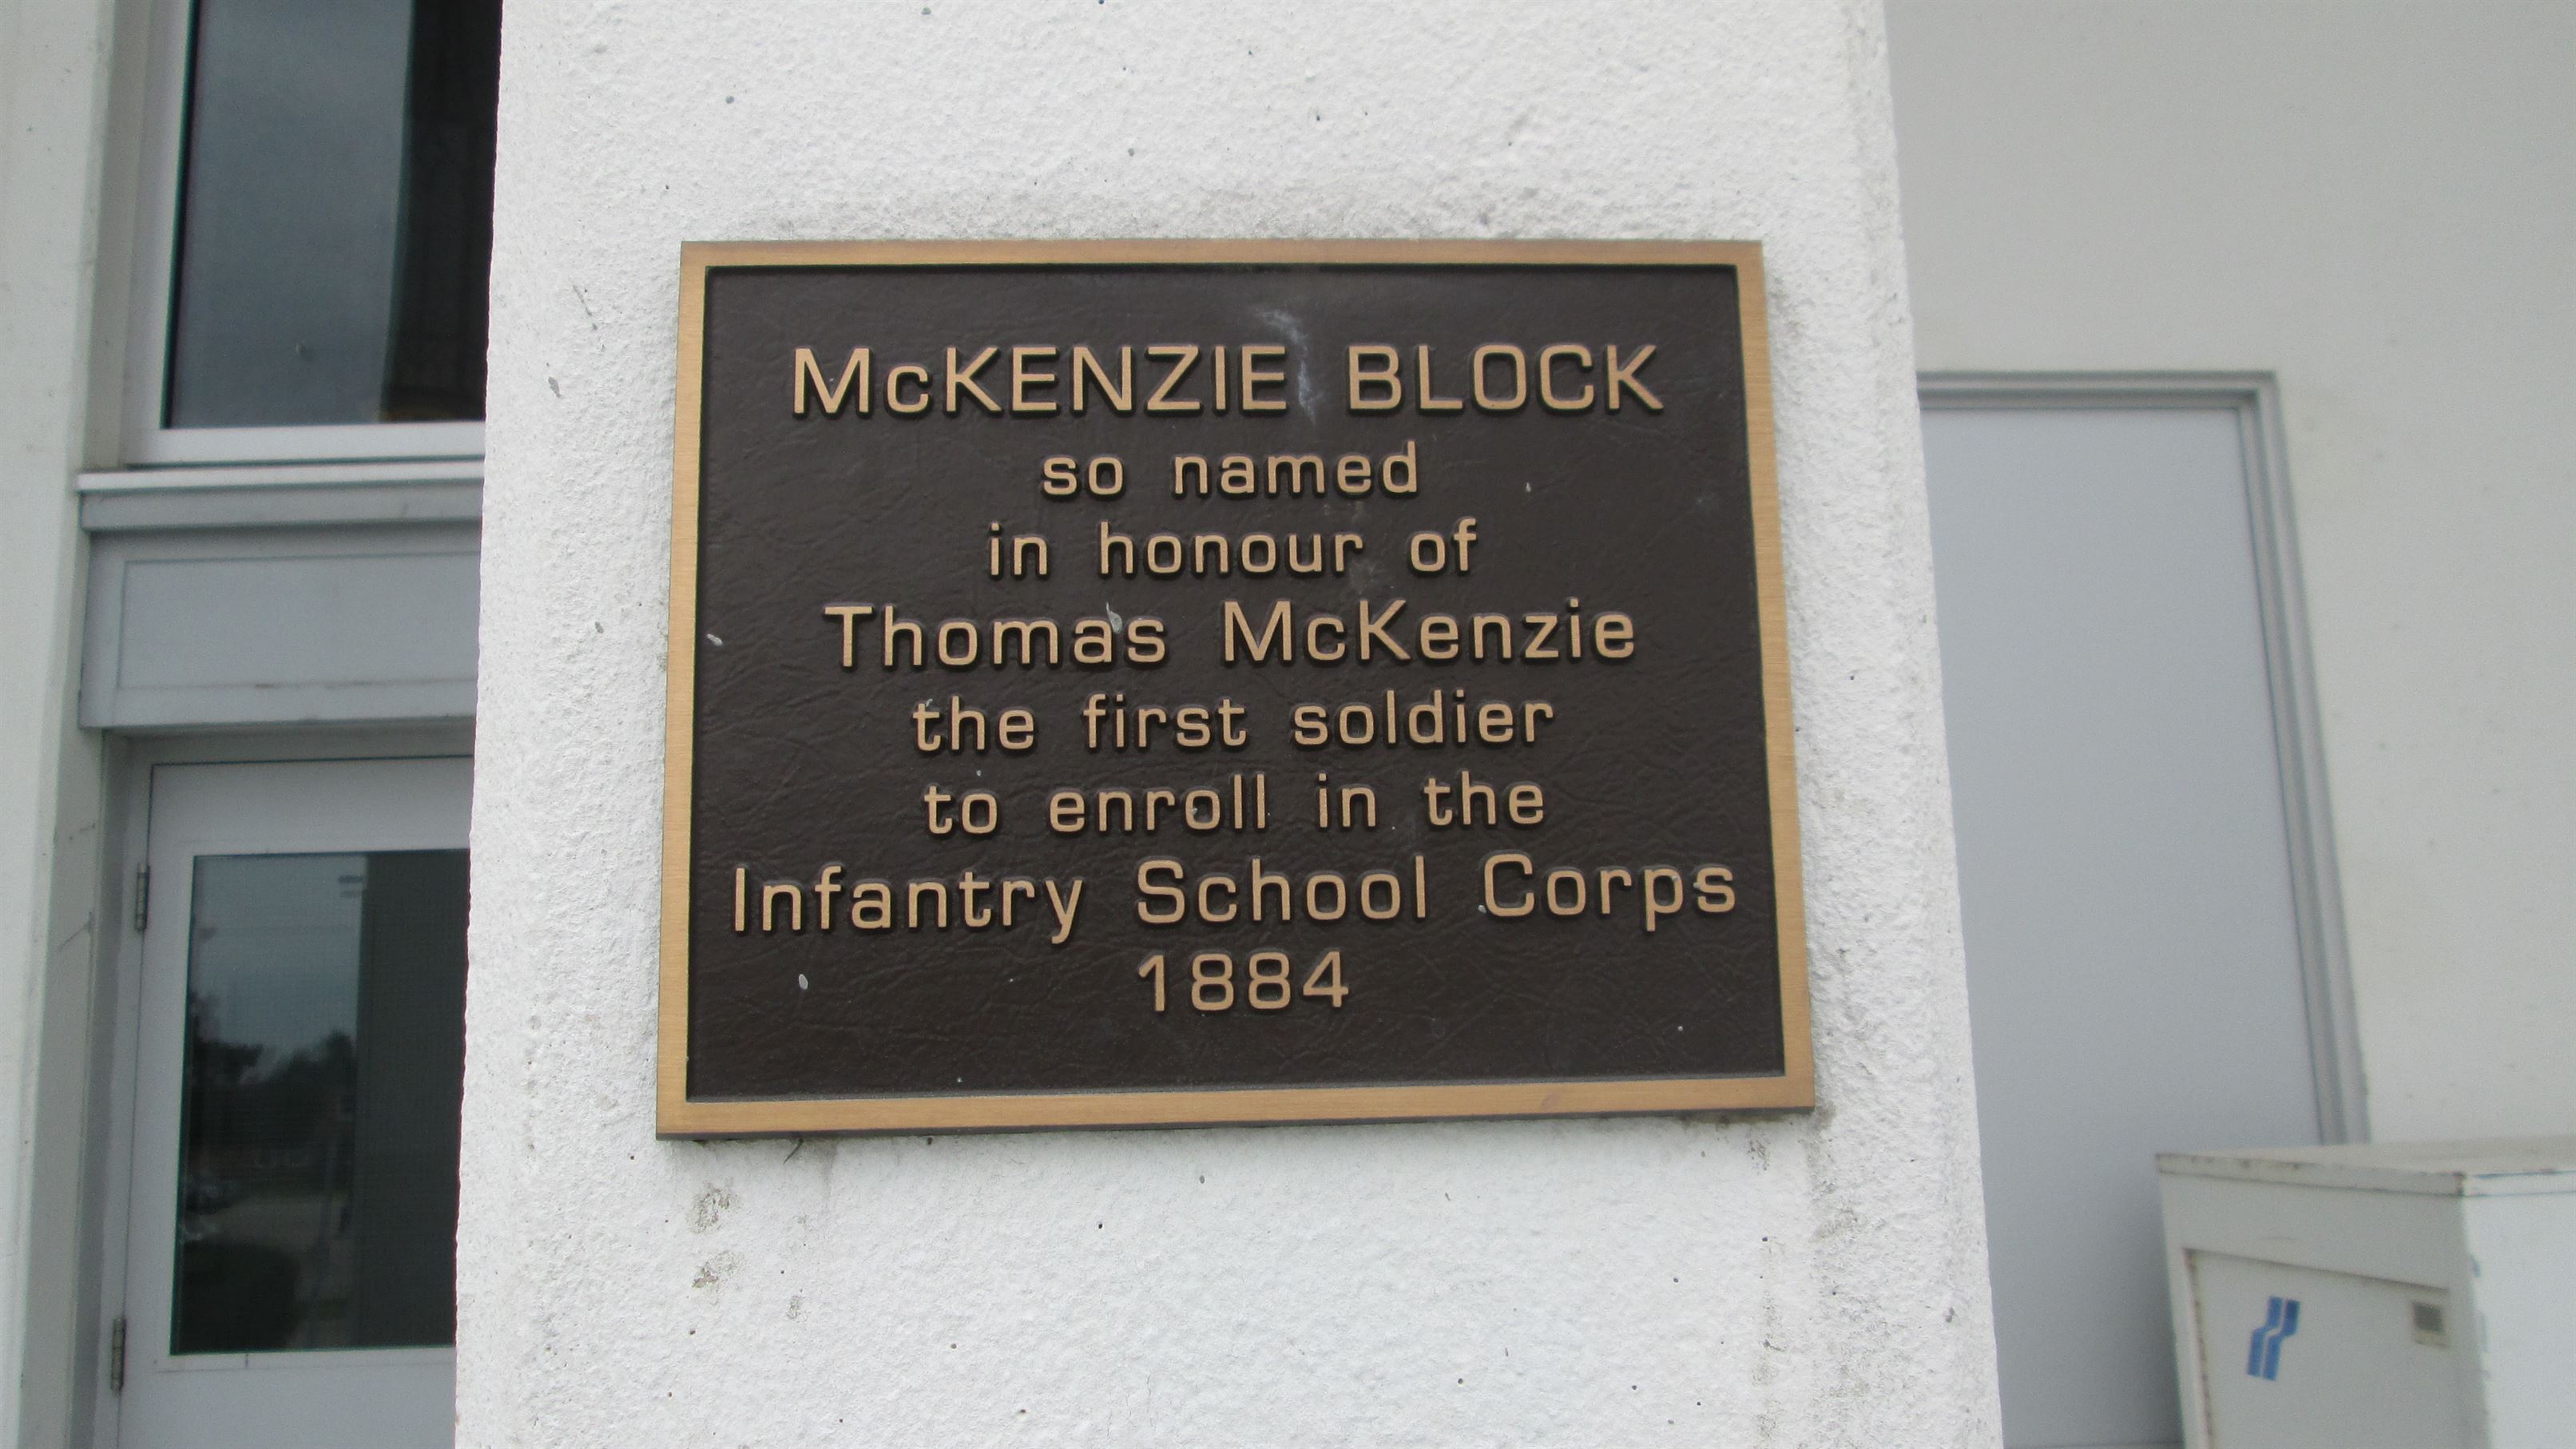 McKENZIE BLOCK
so named
in honour of
Thomas McKenzie
the first soldier
to enroll in the
Infantry School Corps
1884